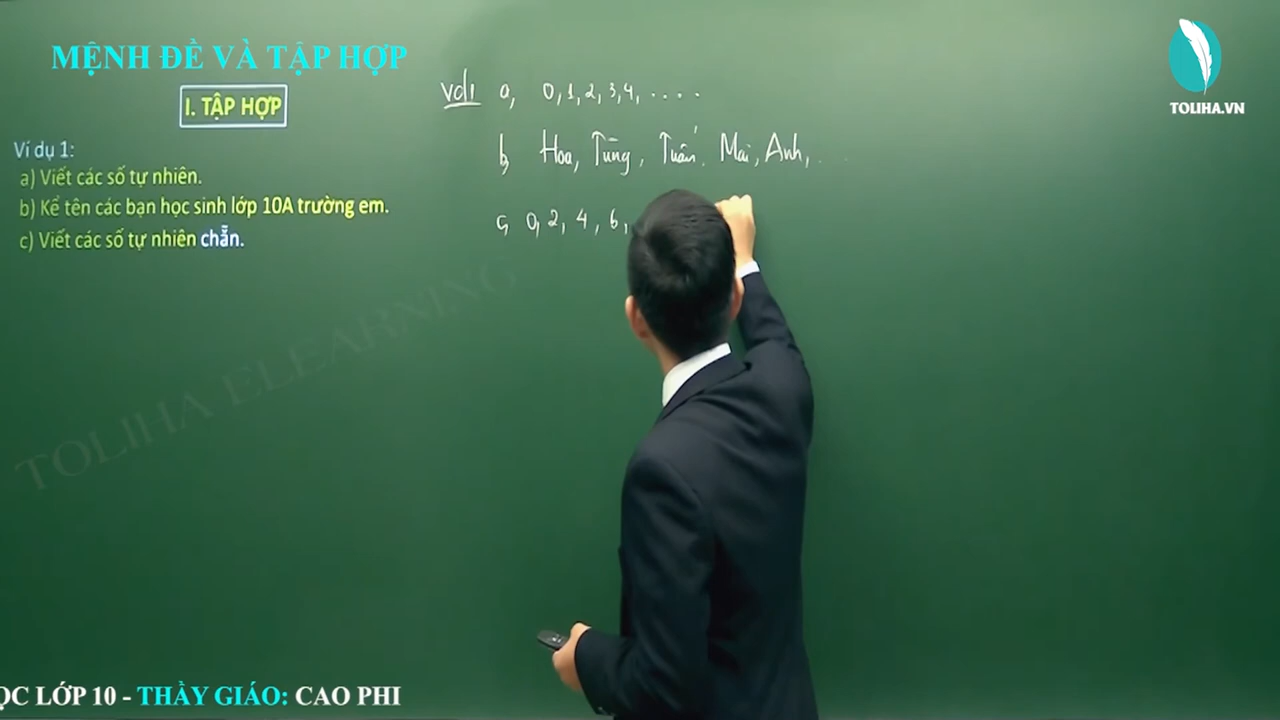 MỆNH ĐỀ VÀ TẬP HỢP
I. TẬP HỢP
Ví dụ 1:
a) Viết các số tự nhiên.
b) Kể tên các bạn học sinh lớp 10A trường em.
c) Viết các số tự nhiên chẵn.
vd1 a, 0, 1, 2, 3, 4, . . . .
b, Hoa, Tùng, Tuấn, Mai, Anh, . . .
c, 0, 2, 4, 6,
TOLIHA.VN
TOLIHA ELEARNING
ỌC LỚP 10 - THẦY GIÁO: CAO PHI